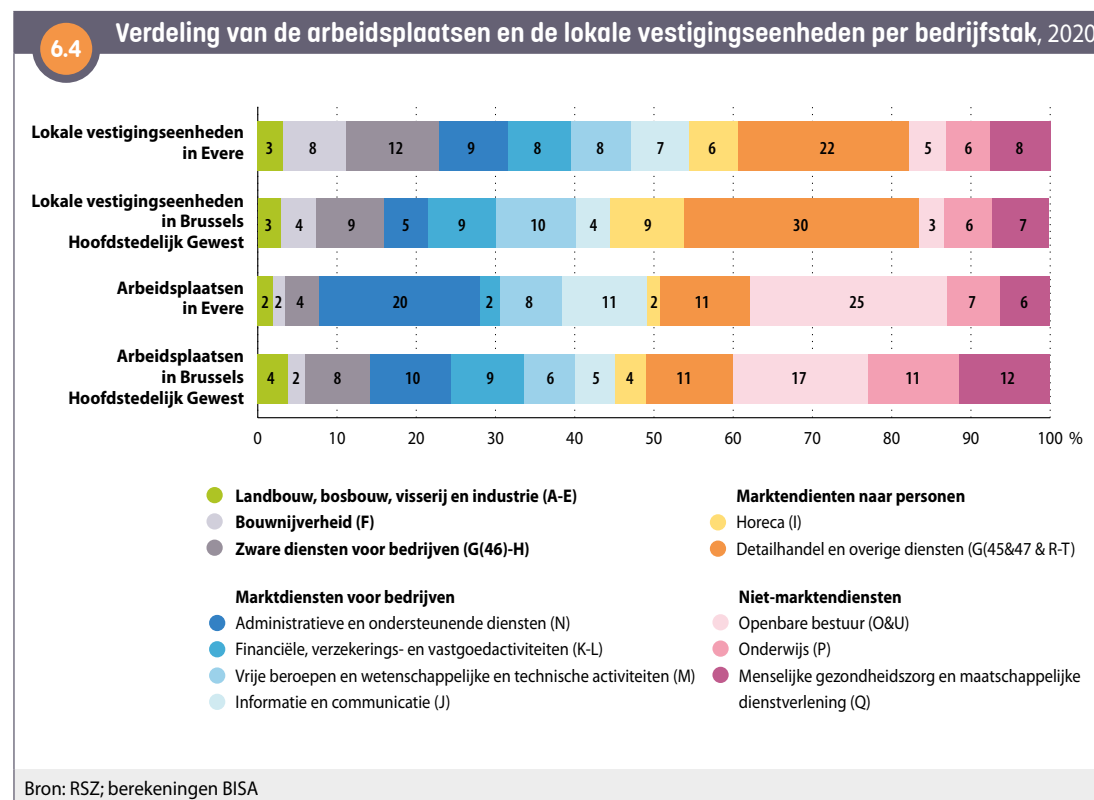 6.4
Verdeling van de arbeidsplaatsen en de lokale vestigingseenheden per bedrijfstak, 2020
Lokale vestigingseenheden
in Evere
3 8 12 9 8 8 7 6 22 5 6 8
Lokale vestigingseenheden
in Brussels
Hoofdstedelijk Gewest
3 4 9 5 9 10 4 9 30 3 6 7
Arbeidsplaatsen
in Evere
2 2 4 20 2 8 11 2 11 25 7 6
Arbeidsplaatsen
in Brussels
Hoofdstedelijk Gewest
4 2 8 10 9 6 5 4 11 17 11 12
0 10 20 30 40 50 60 70 80 90 100 %
Landbouw, bosbouw, visserij en industrie (A-E)
Bouwnijverheid (F)
Zware diensten voor bedrijven (G(46)-H)
Marktdiensten voor bedrijven
Administratieve en ondersteunende diensten (N)
Financiële, verzekerings- en vastgoedactiviteiten (K-L)
Vrije beroepen en wetenschappelijke en technische activiteiten (M)
Informatie en communicatie (J)
Marktendienten naar personen
Horeca (I)
Detailhandel en overige diensten (G(45&47 & R-T)
Niet-marktendiensten
Openbare bestuur (O&U)
Onderwijs (P)
Menselijke gezondheidszorg en maatschappelijke
dienstverlening (Q)
Bron: RSZ; berekeningen BISA